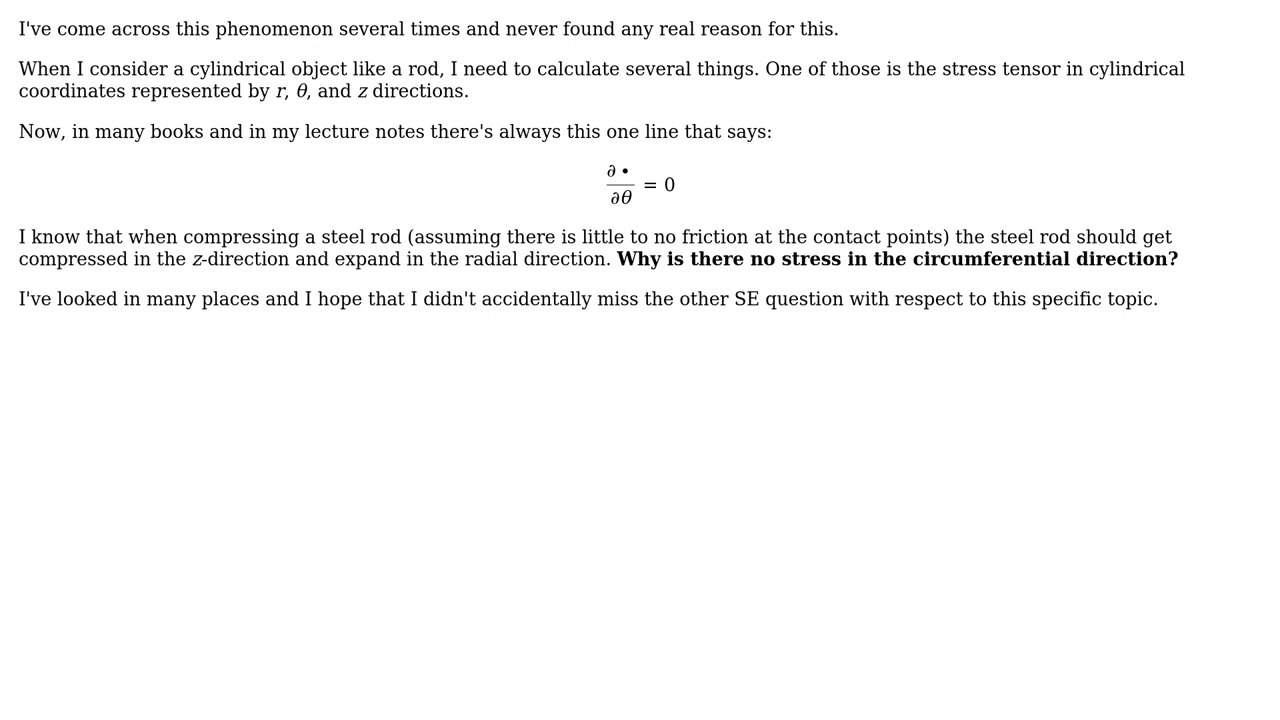 I've come across this phenomenon several times and never found any real reason for this.
When I consider a cylindrical object like a rod, I need to calculate several things. One of those is the stress tensor in cylindrical
coordinates represented by r, θ, and z directions.
Now, in many books and in my lecture notes there's always this one line that says:
∂ •
―― = 0
∂θ
I know that when compressing a steel rod (assuming there is little to no friction at the contact points) the steel rod should get
compressed in the z-direction and expand in the radial direction. Why is there no stress in the circumferential direction?
I've looked in many places and I hope that I didn't accidentally miss the other SE question with respect to this specific topic.